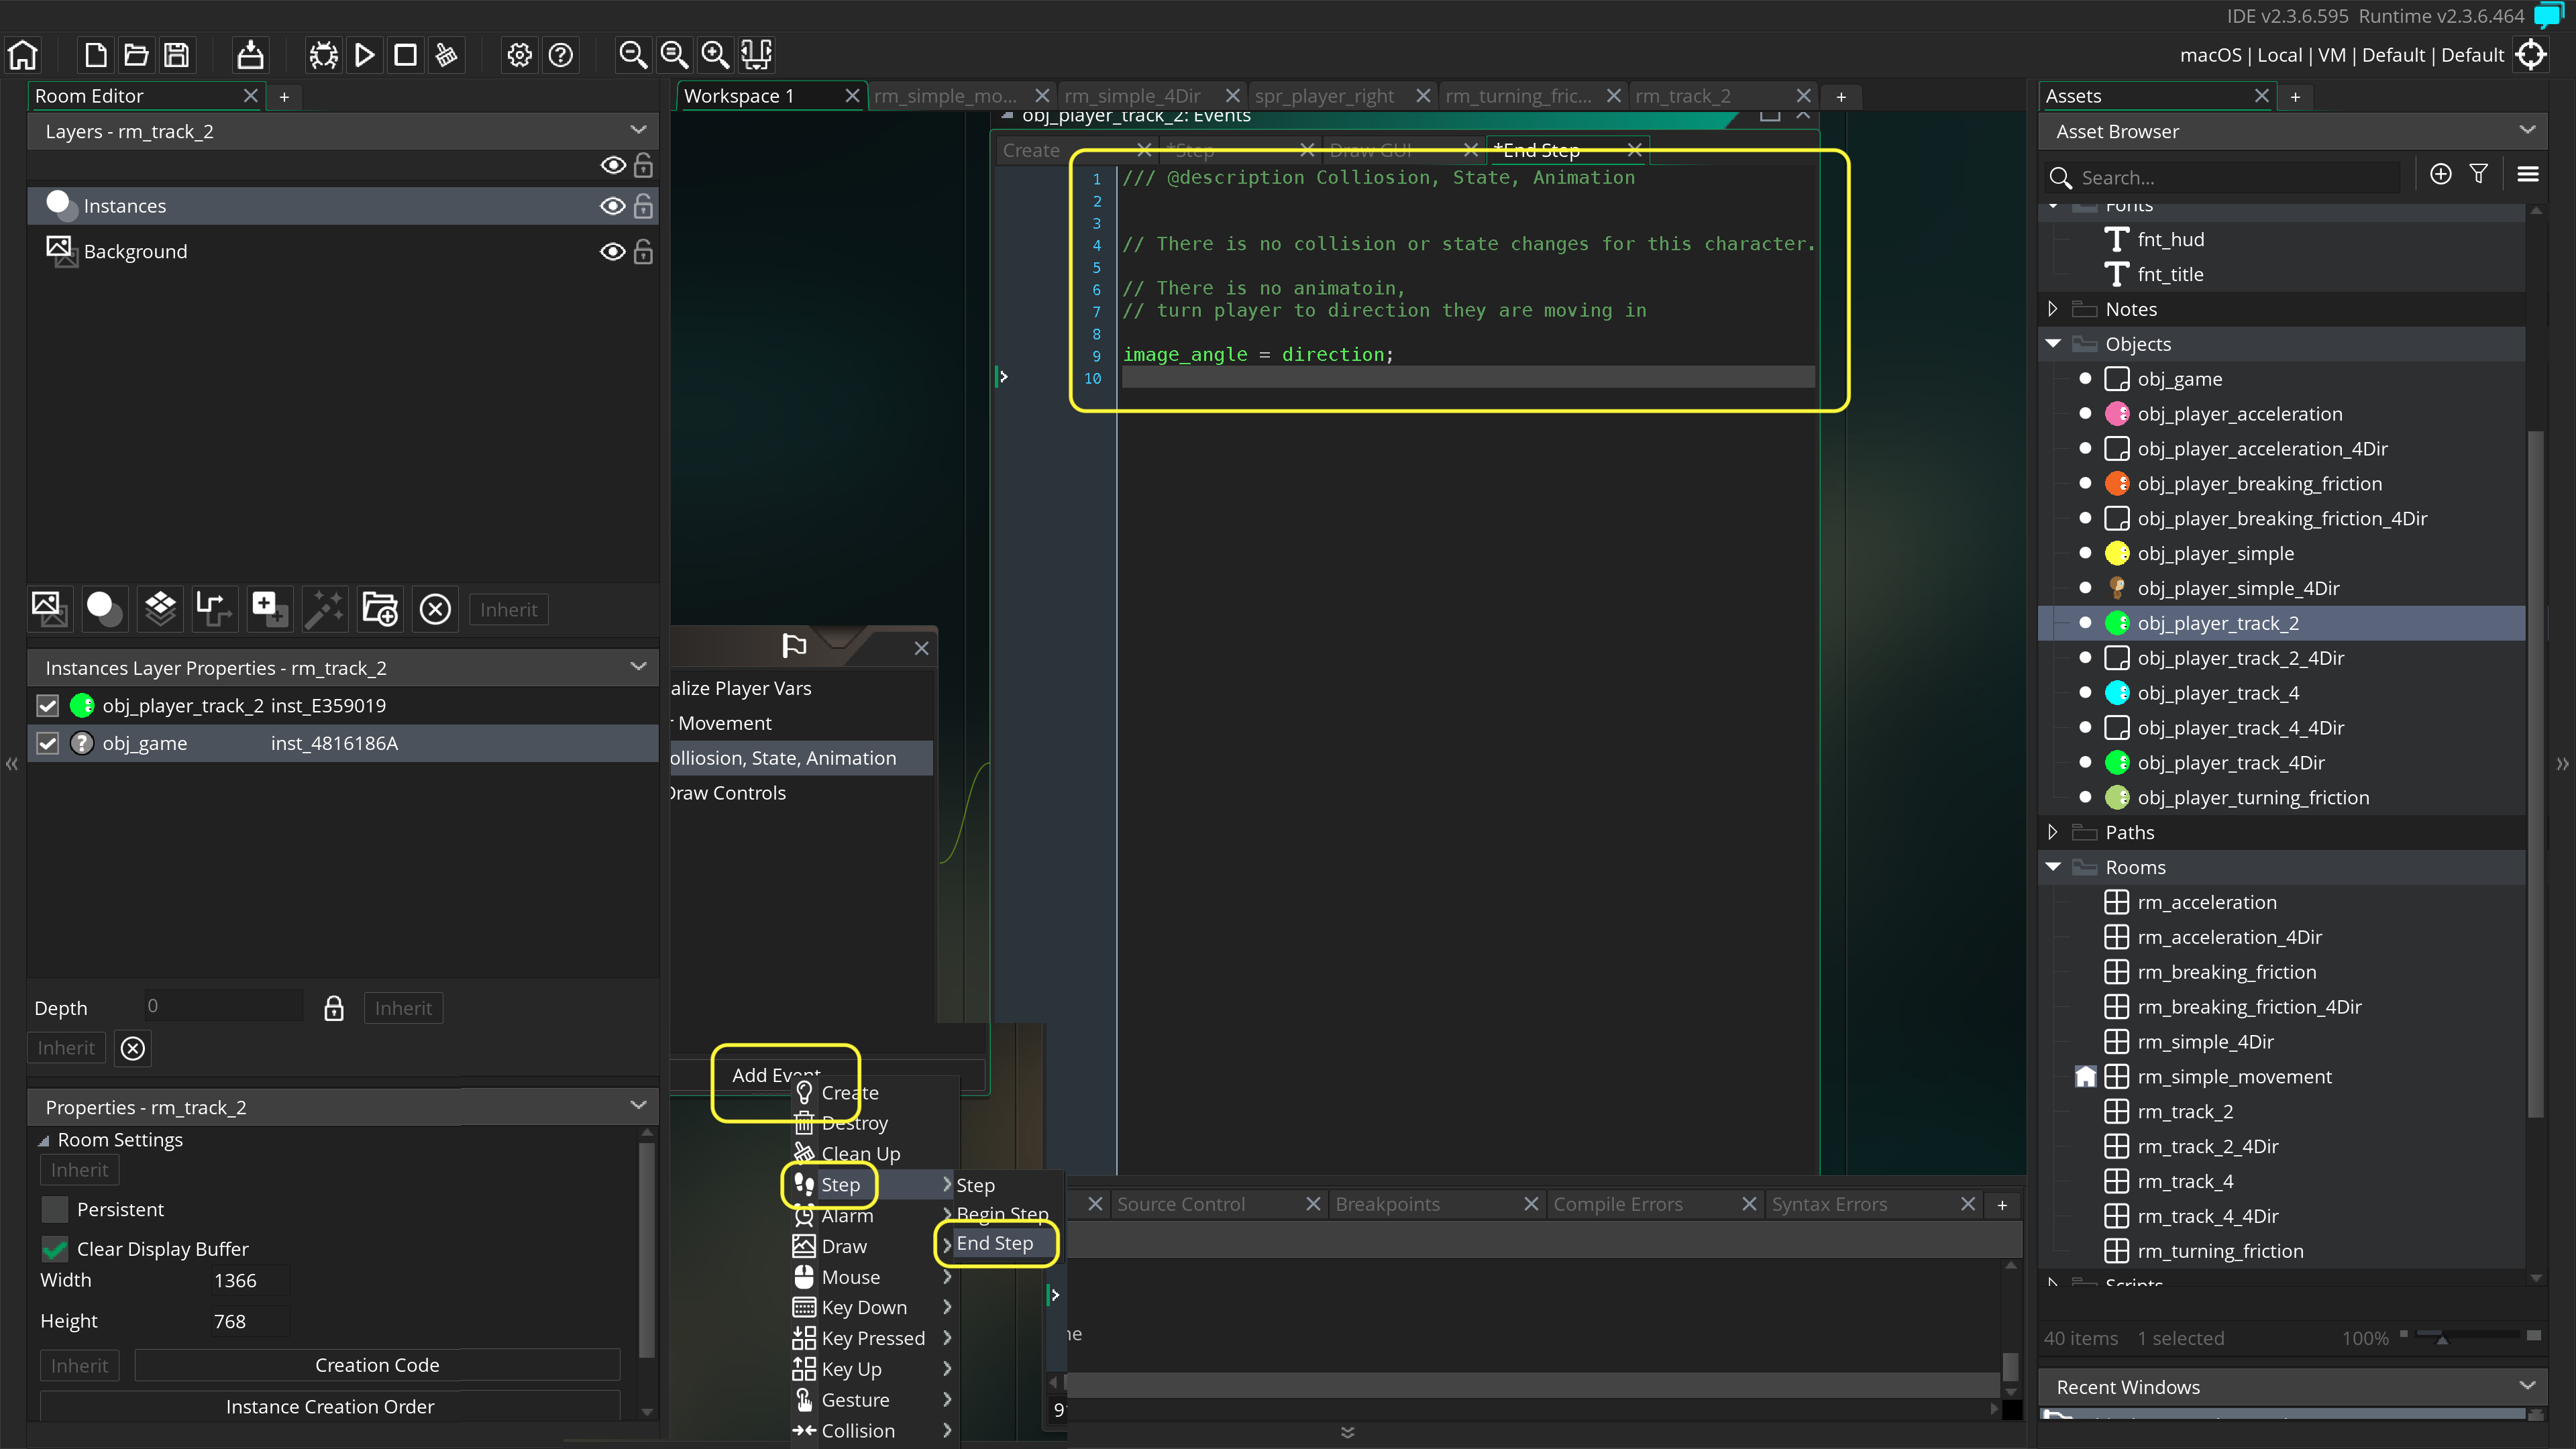 IDE v2.3.6.595 Runtime v2.3.6.464
macOS | Local | VM | Default | Default
Room Editor
+
Layers - rm_track_2
Instances
Background
Inherit
Instances Layer Properties - rm_track_2
obj_player_track_2 inst_E359019
obj_game inst_4816186A
Depth 0 Inherit
Inherit
Properties - rm_track_2
Room Settings
Inherit
Persistent
Clear Display Buffer
Width 1366
Height 768
Inherit Creation Code
Instance Creation Order
Workspace 1 rm_simple_mo... rm_simple_4Dir spr_player_right rm_turning_fric... rm_track_2 +
obj_player_track_2: Events
Create *Step Draw GUI *End Step
1 /// @description Colliosion, State, Animation
2
3
4 // There is no collision or state changes for this character.
5
6 // There is no animatoin,
7 // turn player to direction they are moving in
8
9 image_angle = direction;
10
alize Player Vars
r Movement
olliosion, State, Animation
Draw Controls
Add Event
Create
Destroy
Clean Up
Step
Alarm
Draw
Mouse
Key Down
Key Pressed
Key Up
Gesture
Collision
Step
Begin Step
End Step
Source Control Breakpoints Compile Errors Syntax Errors +
ne
9
Assets
+
Asset Browser
Search...
Fonts
fnt_hud
fnt_title
Notes
Objects
obj_game
obj_player_acceleration
obj_player_acceleration_4Dir
obj_player_breaking_friction
obj_player_breaking_friction_4Dir
obj_player_simple
obj_player_simple_4Dir
obj_player_track_2
obj_player_track_2_4Dir
obj_player_track_4
obj_player_track_4_4Dir
obj_player_track_4Dir
obj_player_turning_friction
Paths
Rooms
rm_acceleration
rm_acceleration_4Dir
rm_breaking_friction
rm_breaking_friction_4Dir
rm_simple_4Dir
rm_simple_movement
rm_track_2
rm_track_2_4Dir
rm_track_4
rm_track_4_4Dir
rm_turning_friction
Scripts
40 items 1 selected 100%
Recent Windows